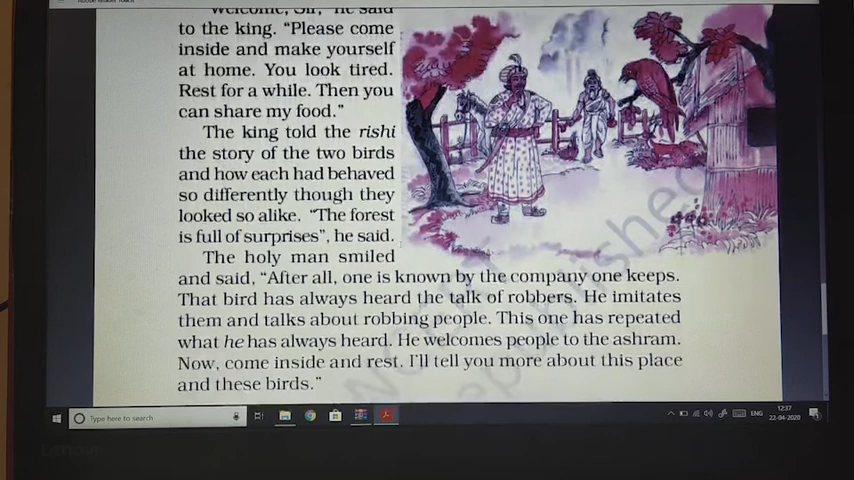 "Welcome, Sir," he said
to the king. "Please come
inside and make yourself
at home. You look tired.
Rest for a while. Then you
can share my food."
The king told the rishi
the story of the two birds
and how each had behaved
so differently though they
looked so alike. "The forest
is full of surprises", he said.
The holy man smiled
and said, "After all, one is known by the company one keeps.
That bird has always heard the talk of robbers. He imitates
them and talks about robbing people. This one has repeated
what he has always heard. He welcomes people to the ashram.
Now, come inside and rest. I'll tell you more about this place
and these birds."
Type here to search
ENG
12:37
22-04-2020
Lenovo